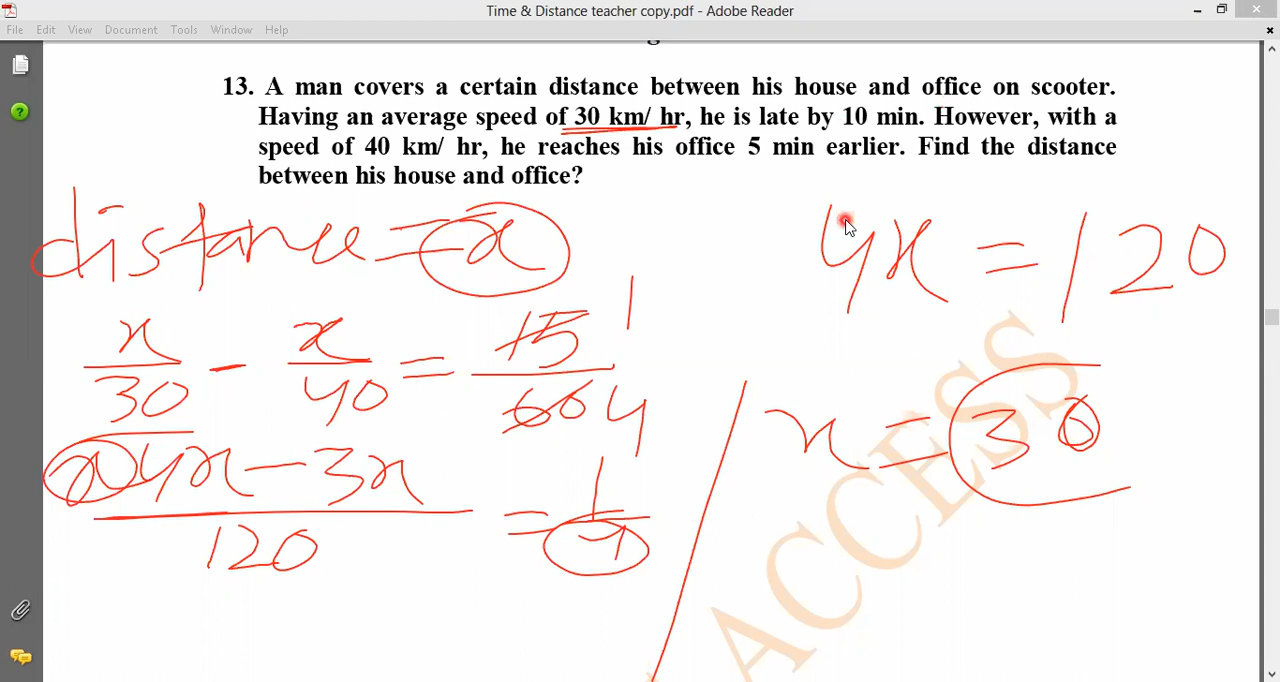 Time & Distance teacher copy.pdf - Adobe Reader
File Edit View Document Tools Window Help
13. A man covers a certain distance between his house and office on scooter.
Having an average speed of 30 km/ hr, he is late by 10 min. However, with a
speed of 40 km/ hr, he reaches his office 5 min earlier. Find the distance
between his house and office?
distance = x
x/30 - x/40 = 15/60 1/4
4x - 3x / 120 = 1/4
4x = 120
x = 30
ACCESS